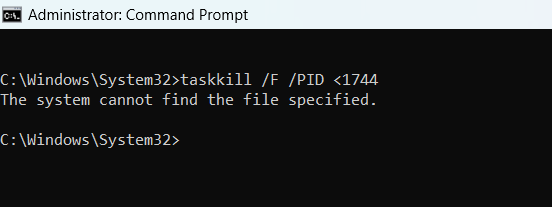 Administrator: Command Prompt
C:\Windows\System32>taskkill /F /PID <1744
The system cannot find the file specified.
C:\Windows\System32>